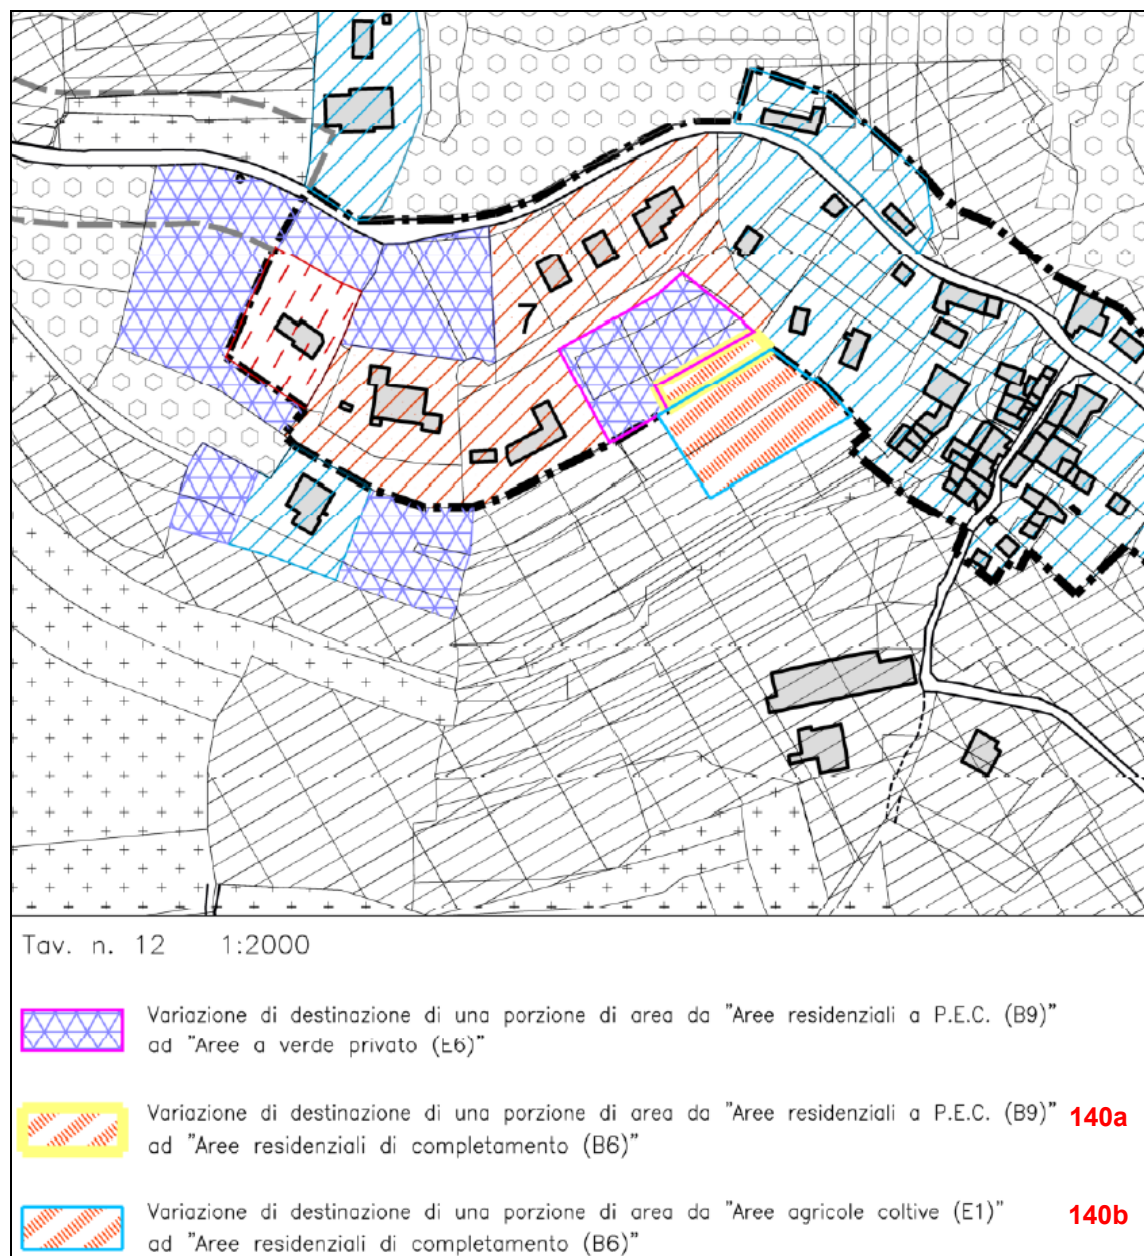 7
Tav. n. 12 1:2000
Variazione di destinazione di una porzione di area da "Aree residenziali a P.E.C. (B9)"
ad "Aree a verde privato (E6)"
Variazione di destinazione di una porzione di area da "Aree residenziali a P.E.C. (B9)" 140a
ad "Aree residenziali di completamento (B6)"
Variazione di destinazione di una porzione di area da "Aree agricole coltive (E1)" 140b
ad "Aree residenziali di completamento (B6)"